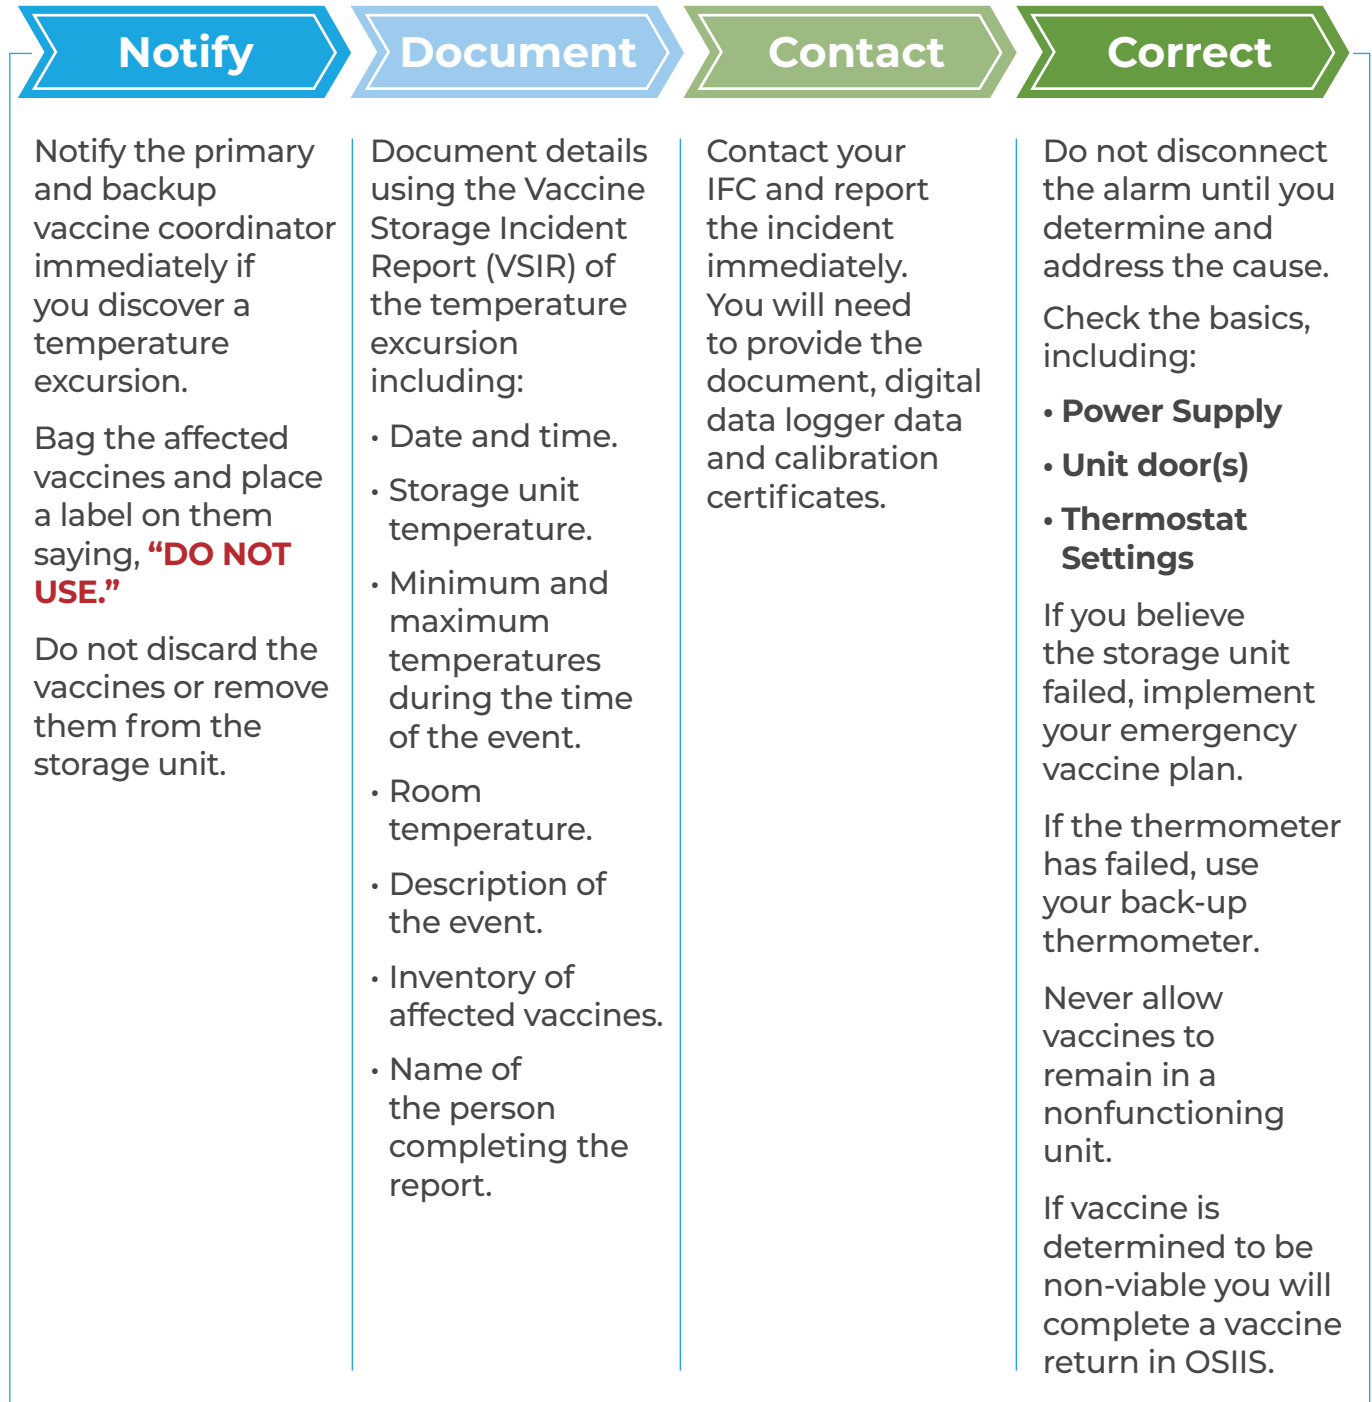 Notify
Notify the primary
and backup
vaccine coordinator
immediately if
you discover a
temperature
excursion.
Bag the affected
vaccines and place
a label on them
saying, “DO NOT
USE.”
Do not discard the
vaccines or remove
them from the
storage unit.
Document
Document details
using the Vaccine
Storage Incident
Report (VSIR) of
the temperature
excursion
including:
• Date and time.
• Storage unit
temperature.
• Minimum and
maximum
temperatures
during the time
of the event.
• Room
temperature.
• Description of
the event.
• Inventory of
affected vaccines.
• Name of
the person
completing the
report.
Contact
Contact your
IFC and report
the incident
immediately.
You will need
to provide the
document, digital
data logger data
and calibration
certificates.
Correct
Do not disconnect
the alarm until you
determine and
address the cause.
Check the basics,
including:
• Power Supply
• Unit door(s)
• Thermostat
Settings
If you believe
the storage unit
failed, implement
your emergency
vaccine plan.
If the thermometer
has failed, use
your back-up
thermometer.
Never allow
vaccines to
remain in a
nonfunctioning
unit.
If vaccine is
determined to be
non-viable you will
complete a vaccine
return in OSIIS.